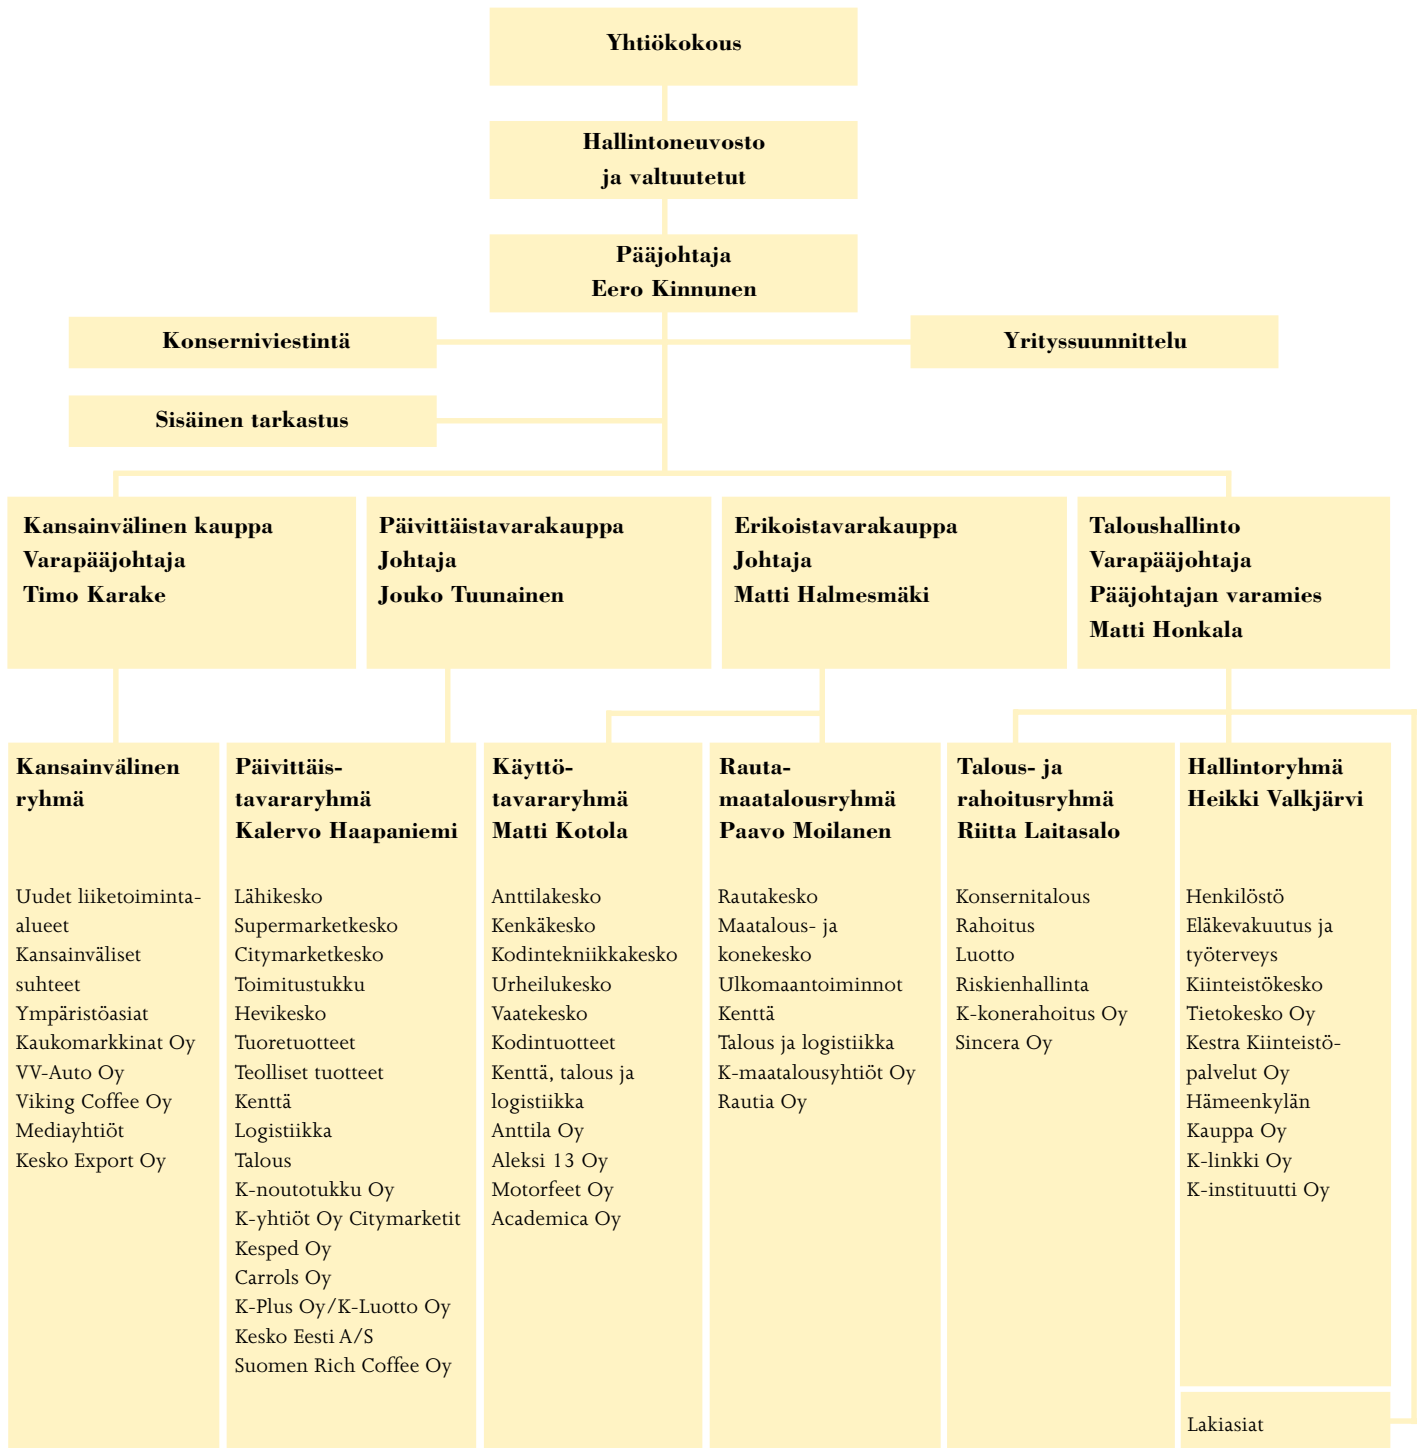 Yhtiökokous
Hallintoneuvosto
ja valtuutetut
Pääjohtaja
Eero Kinnunen
Konserniviestintä
Yrityssuunnittelu
Sisäinen tarkastus
Kansainvälinen kauppa
Varapääjohtaja
Timo Karake
Päivittäistavarakauppa
Johtaja
Jouko Tuunainen
Erikoistavarakauppa
Johtaja
Matti Halmesmäki
Taloushallinto
Varapääjohtaja
Pääjohtajan varamies
Matti Honkala
Kansainvälinen
ryhmä
Uudet liiketoiminta-
alueet
Kansainväliset
suhteet
Ympäristöasiat
Kaukomarkkinat Oy
VV-Auto Oy
Viking Coffee Oy
Mediayhtiöt
Kesko Export Oy
Päivittäis-
tavararyhmä
Kalervo Haapaniemi
Lähikesko
Supermarketkesko
Citymarketkesko
Toimitustukku
Hevikesko
Tuoretuotteet
Teolliset tuotteet
Kenttä
Logistiikka
Talous
K-noutotukku Oy
K-yhtiöt Oy Citymarketit
Kesped Oy
Carrols Oy
K-Plus Oy/K-Luotto Oy
Kesko Eesti A/S
Suomen Rich Coffee Oy
Käyttö-
tavararyhmä
Matti Kotola
Anttilakesko
Kenkäkesko
Kodintekniikkakesko
Urheilukesko
Vaatekesko
Kodintuotteet
Kenttä, talous ja
logistiikka
Anttila Oy
Aleksi 13 Oy
Motorfeet Oy
Academica Oy
Rauta-
maatalousryhmä
Paavo Moilanen
Rautakesko
Maatalous- ja
konekesko
Ulkomaantoiminnot
Kenttä
Talous ja logistiikka
K-maatalousyhtiöt Oy
Rautia Oy
Talous- ja
rahoitusryhmä
Riitta Laitasalo
Konsernitalous
Rahoitus
Luotto
Riskienhallinta
K-konerahoitus Oy
Sincera Oy
Hallintoryhmä
Heikki Valkjärvi
Henkilöstö
Eläkevakuutus ja
työterveys
Kiinteistökesko
Tietokesko Oy
Kestra Kiinteistö-
palvelut Oy
Hämeenkylän
Kauppa Oy
K-linkki Oy
K-instituutti Oy
Lakiasiat